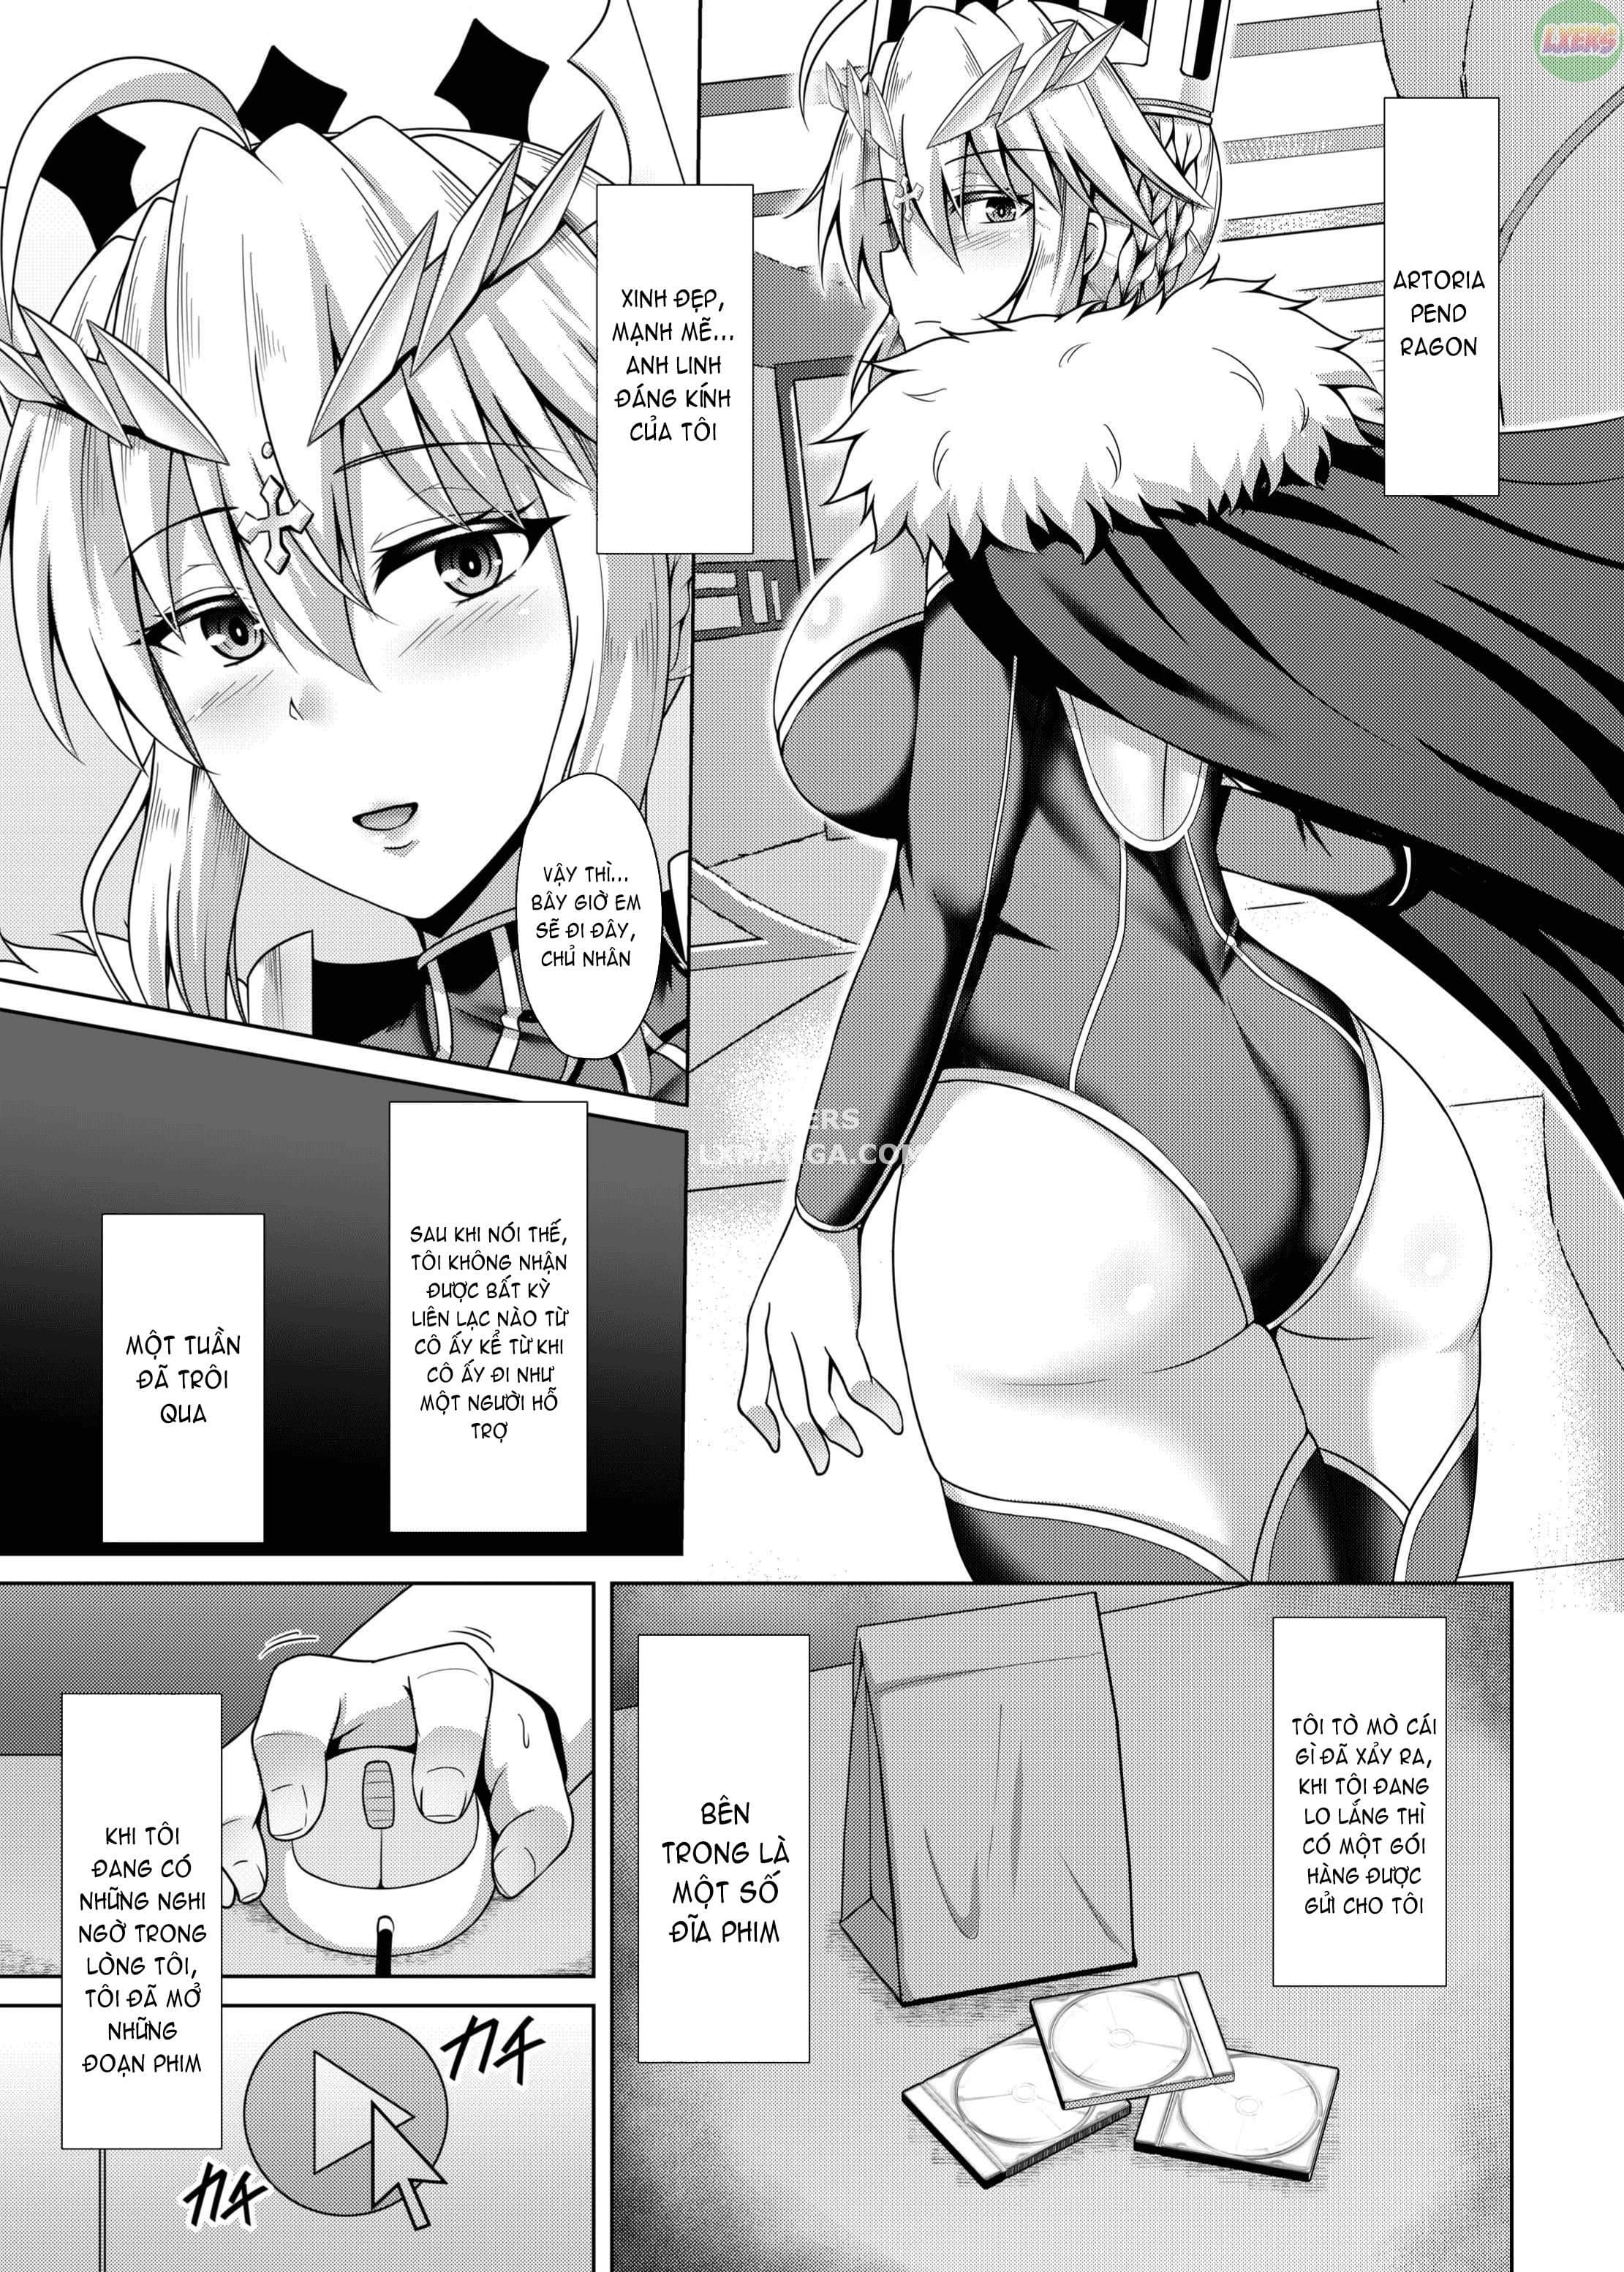 LXERS
ARTORIA
PEND
RAGON
XINH ĐẸP,
MẠNH MẼ...
ANH LINH
ĐÁNG KÍNH
CỦA TÔI
VẬY THÌ...
BÂY GIỜ EM
SẼ ĐI ĐÂY,
CHỦ NHÂN
SAU KHI NÓI THẾ,
TÔI KHÔNG NHẬN
ĐƯỢC BẤT KỲ
LIÊN LẠC NÀO TỪ
CÔ ẤY KỂ TỪ KHI
CÔ ẤY ĐI NHƯ
MỘT NGƯỜI HỖ
TRỢ
MỘT TUẦN
ĐÃ TRÔI
QUA
TÔI TÒ MÒ CÁI
GÌ ĐÃ XẢY RA,
KHI TÔI ĐANG
LO LẮNG THÌ
CÓ MỘT GÓI
HÀNG ĐƯỢC
GỬI CHO TÔI
BÊN
TRONG LÀ
MỘT SỐ
ĐĨA PHIM
KHI TÔI
ĐANG CÓ
NHỮNG NGHI
NGỜ TRONG
LÒNG TÔI,
TÔI ĐÃ MỞ
NHỮNG
ĐOẠN PHIM
カチ
カチ